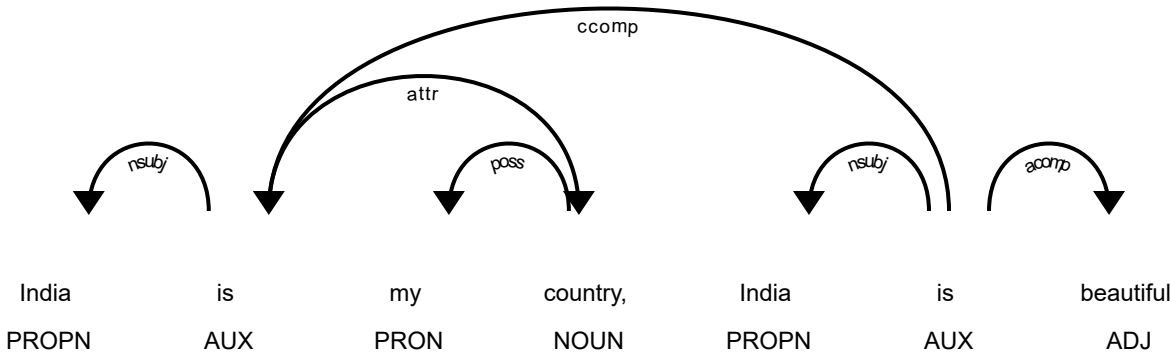 ccomp
attr
nsubj poss nsubj acomp
India is my country, India is beautiful
PROPN AUX PRON NOUN PROPN AUX ADJ